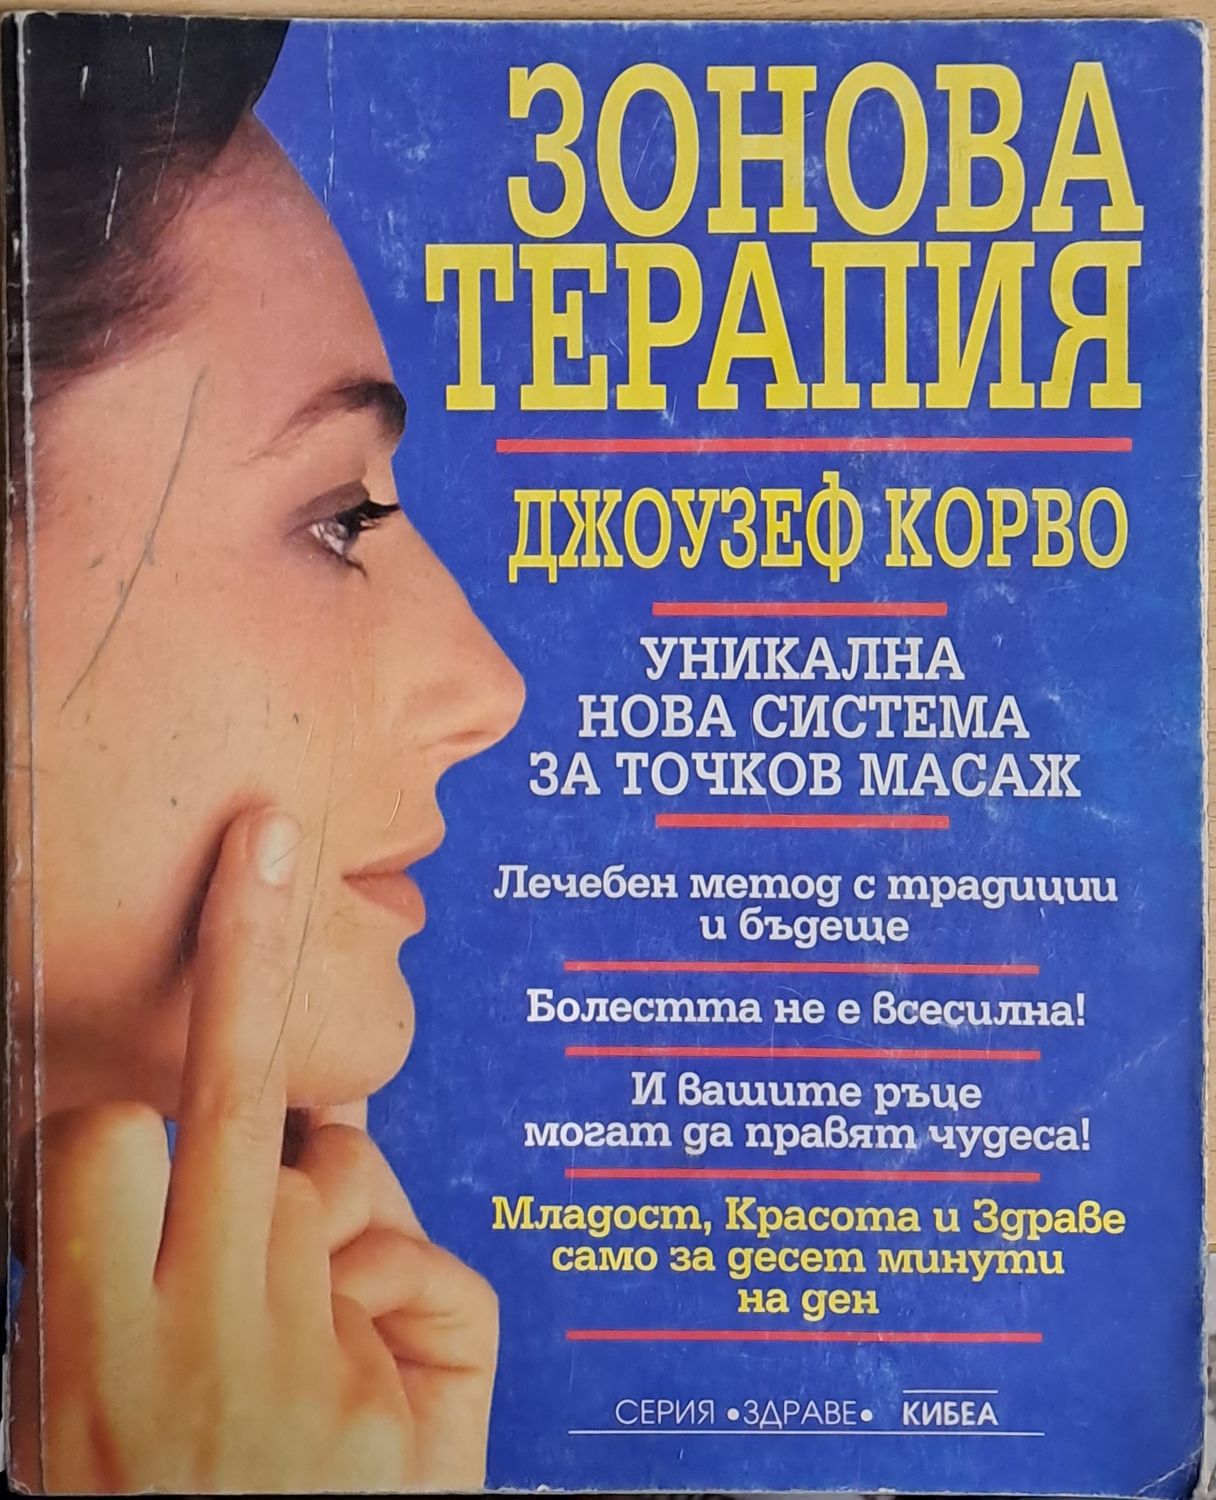 ЗОНОВА
ТЕРАПИЯ
ДЖОУЗЕФ КОРВО
УНИКАЛНА
НОВА СИСТЕМА
ЗА ТОЧКОВ МАСАЖ
Лечебен метод с традиции
и бъдеще
Болестта не е всесилна!
И вашите ръце
могат да правят чудеса!
Младост, Красота и Здраве
само за десет минути
на ден
СЕРИЯ •ЗДРАВЕ• КИБЕА